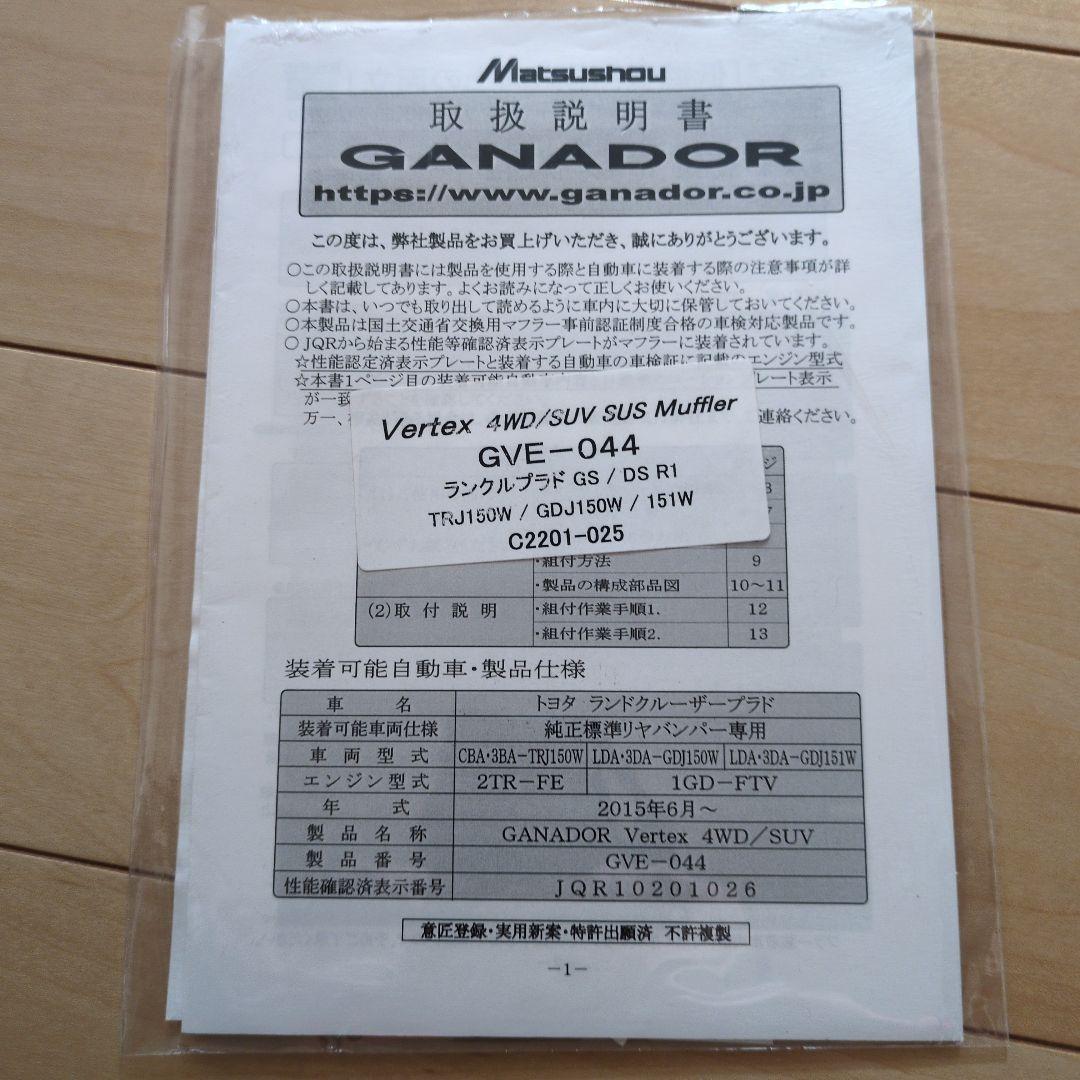 Matsushou
取扱説明書
GANADOR
https://www.ganador.co.jp
この度は、弊社製品をお買上げいただき、誠にありがとうございます。
○この取扱説明書には製品を使用する際と自動車に装着する際の注意事項が詳
しく記載してあります。よくお読みになって正しくお使いください。
○本書は、いつでも取り出して読めるように車内に大切に保管しておいてください。
○本製品は国土交通省交換用マフラー事前認証制度合格の車検対応製品です。
○JQRから始まる性能等確認済表示プレートがマフラーに装着されています。
☆性能認定済表示プレートと装着する自動車の車検証に記載のエンジン型式
☆本書1ページ目の装着可能自動車 プレート表示
が一致
万一、 連絡ください。
Vertex 4WD/SUV SUS Muffler
GVE-044
ランクルプラド GS / DS R1
TRJ150W / GDJ150W / 151W
C2201-025
ジ
8
7
・組付方法 9
・製品の構成部品図 10～11
(2)取付説明 ・組付作業手順1. 12
・組付作業手順2. 13
装着可能自動車・製品仕様
車名 トヨタ ランドクルーザープラド
装着可能車両仕様 純正標準リヤバンパー専用
車両型式 CBA・3BA-TRJ150W LDA・3DA-GDJ150W LDA・3DA-GDJ151W
エンジン型式 2TR-FE 1GD-FTV
年式 2015年6月～
製品名称 GANADOR Vertex 4WD／SUV
製品番号 GVE-044
性能確認済表示番号 JQR10201026
意匠登録・実用新案・特許出願済 不許複製
-1-